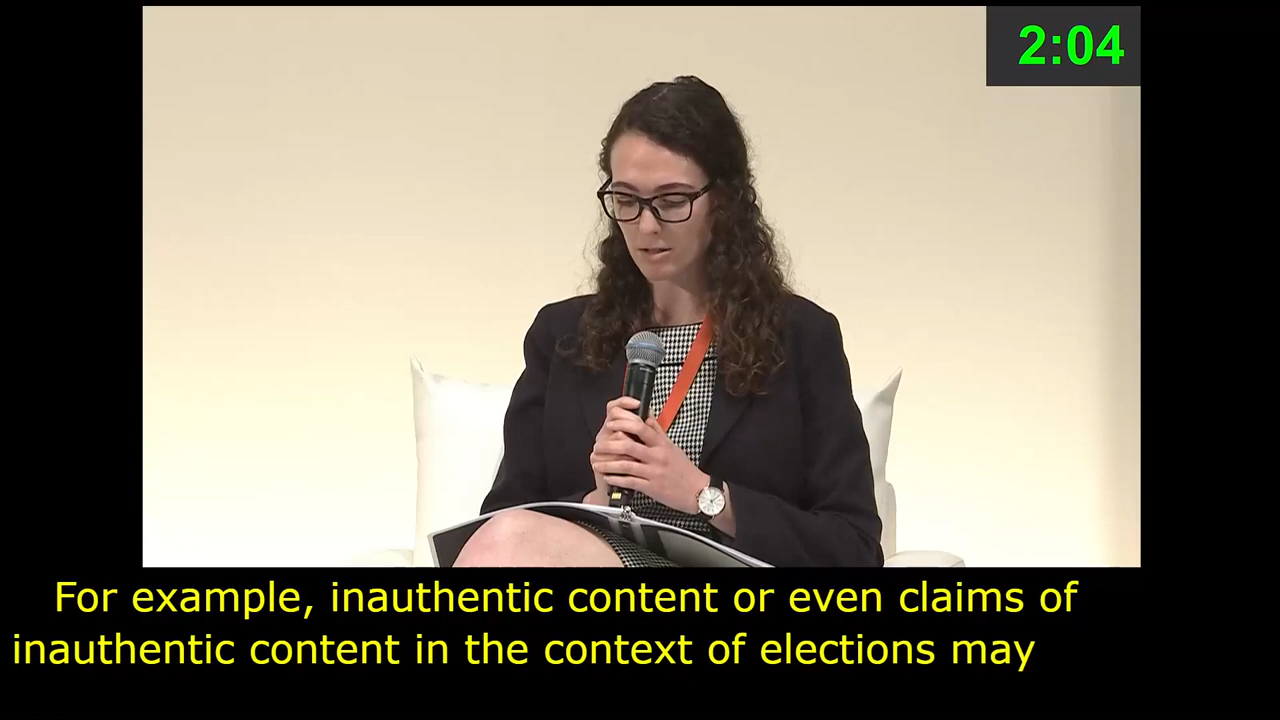 2:04
For example, inauthentic content or even claims of
inauthentic content in the context of elections may